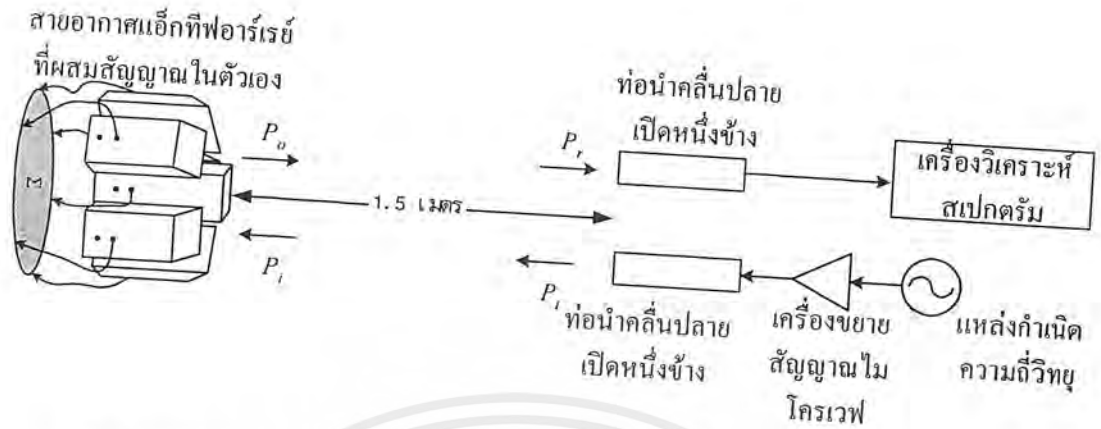 สายอากาศแอ็กทีฟอาร์เรย์
ที่ผสมสัญญาณในตัวเอง
ท่อนำคลื่นปลาย
เปิดหนึ่งข้าง
P_o
P_r
เครื่องวิเคราะห์
สเปกตรัม
Σ
1.5 เมตร
P_i
P_t
ท่อนำคลื่นปลาย
เปิดหนึ่งข้าง
เครื่องขยาย
สัญญาณไม
โครเวฟ
แหล่งกำเนิด
ความถี่วิทยุ